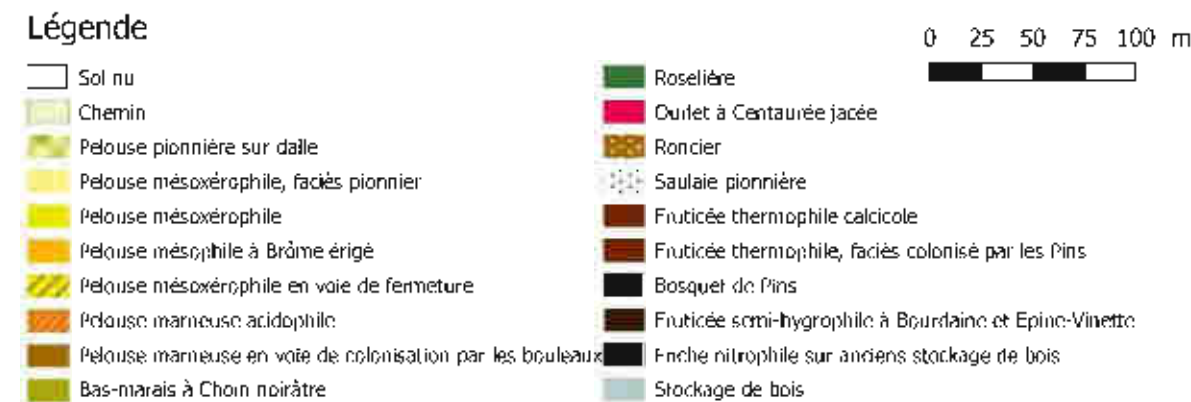 Légende
0 25 50 75 100 m
Sol nu
Chemin
Pelouse pionnière sur dalle
Pelouse mésoxérophile, faciès pionnier
Pelouse mésoxérophile
Pelouse mésophile à Brôme érigé
Pelouse mésoxérophile en voie de fermeture
Pelouse marneuse acidophile
Pelouse marneuse en voie de colonisation par les bouleaux
Bas-marais à Choin noirâtre
Roselière
Ourlet à Centaurée jacée
Roncier
Saulaie pionnière
Fruticée thermophile calcicole
Fruticée thermophile, faciès colonisé par les Pins
Bosquet de Pins
Fruticée semi-hygrophile à Bourdaine et Epine-Vinette
Friche nitrophile sur anciens stockage de bois
Stockage de bois